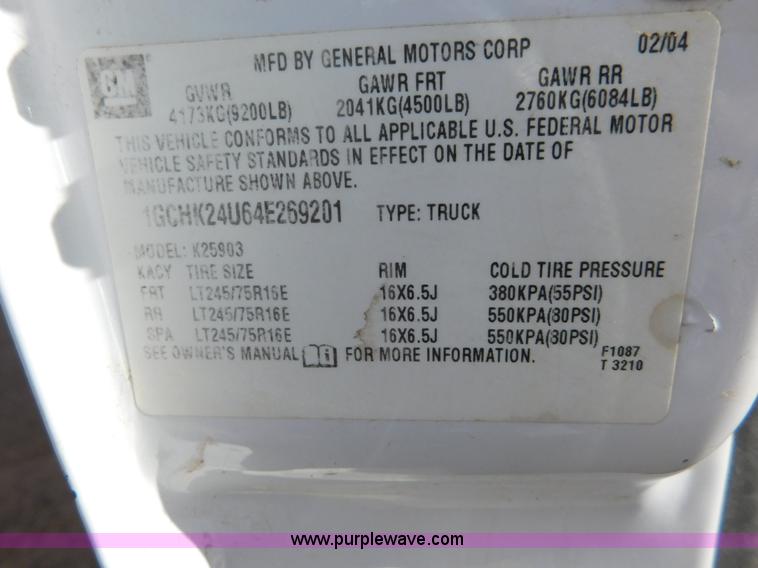 GM
MFD BY GENERAL MOTORS CORP 02/04
GVWR GAWR FRT GAWR RR
4173KG(9200LB) 2041KG(4500LB) 2760KG(6084LB)
THIS VEHICLE CONFORMS TO ALL APPLICABLE U.S. FEDERAL MOTOR
VEHICLE SAFETY STANDARDS IN EFFECT ON THE DATE OF
MANUFACTURE SHOWN ABOVE.
1GCHK24U64E269201 TYPE: TRUCK
MODEL: K25903
KACY TIRE SIZE RIM COLD TIRE PRESSURE
FRT LT245/75R16E 16X6.5J 380KPA(55PSI)
RR LT245/75R16E 16X6.5J 550KPA(80PSI)
SPA LT245/75R16E 16X6.5J 550KPA(80PSI)
SEE OWNER'S MANUAL FOR MORE INFORMATION. F1087
T 3210
www.purplewave.com